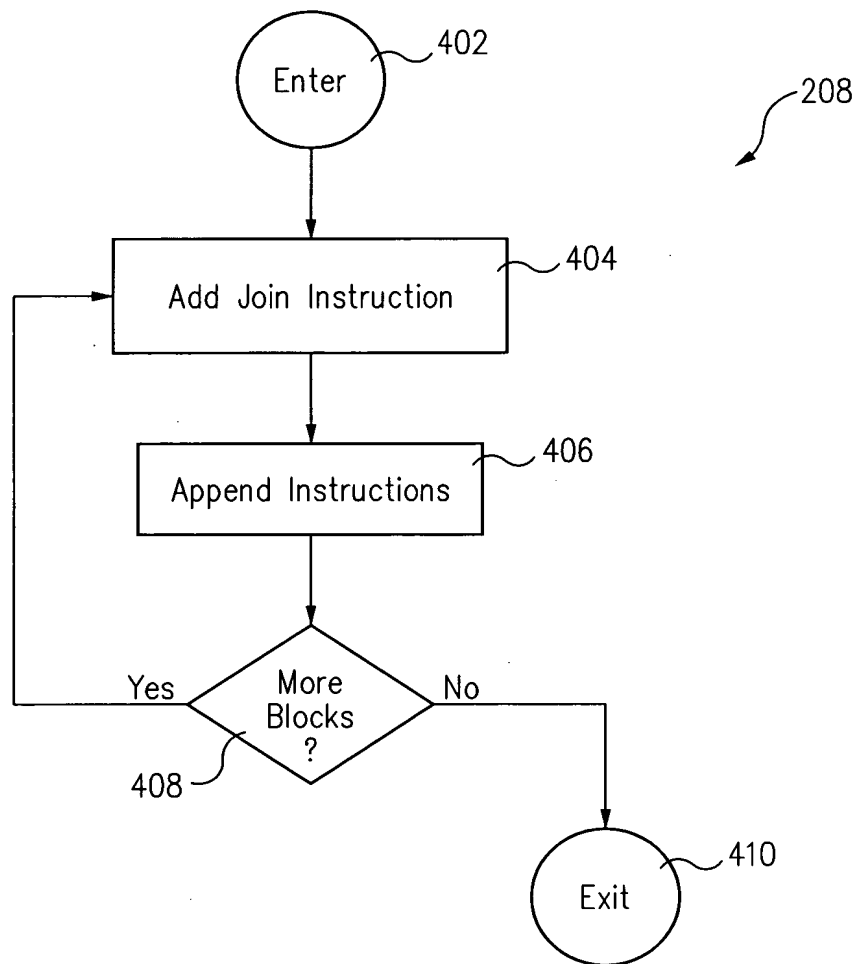 402
Enter
208
404
Add Join Instruction
406
Append Instructions
Yes
More
Blocks
?
No
408
410
Exit